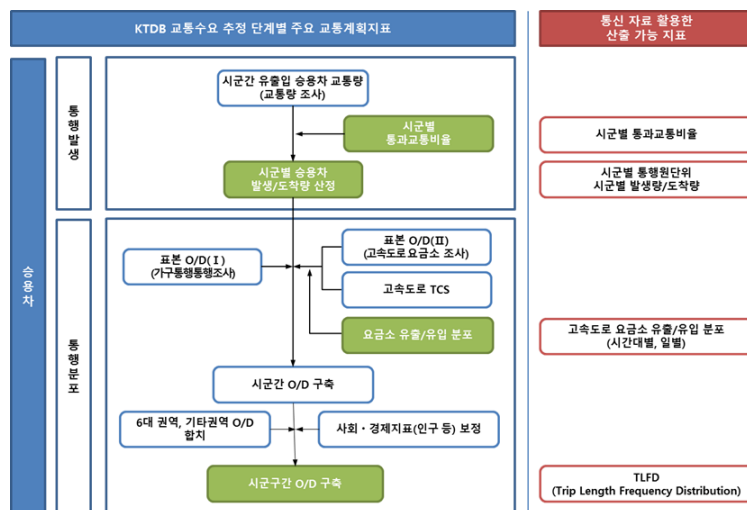 KTDB 교통수요 추정 단계별 주요 교통계획지표
통신 자료 활용한
산출 가능 지표
승용차
통행발생
시군간 유출입 승용차 교통량
(교통량 조사)
시군별
통과교통비율
시군별 승용차
발생/도착량 산정
시군별 통과교통비율
시군별 통행원단위
시군별 발생량/도착량
통행분포
표본 O/D(Ⅰ)
(가구통행통행조사)
표본 O/D(Ⅱ)
(고속도로요금소 조사)
고속도로 TCS
요금소 유출/유입 분포
고속도로 요금소 유출/유입 분포
(시간대별, 일별)
시군간 O/D 구축
6대 권역, 기타권역 O/D
합치
사회・경제지표(인구 등) 보정
시군구간 O/D 구축
TLFD
(Trip Length Frequency Distribution)